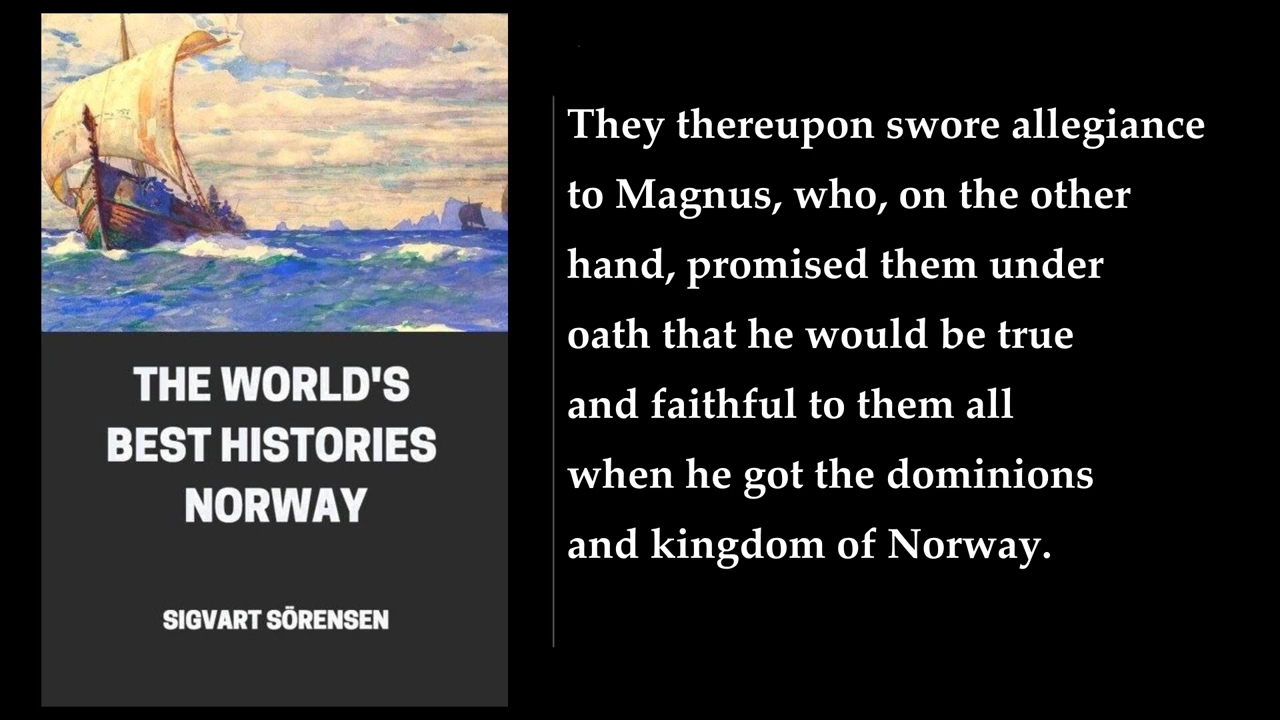 THE WORLD'S
BEST HISTORIES
NORWAY
SIGVART SÖRENSEN
They thereupon swore allegiance
to Magnus, who, on the other
hand, promised them under
oath that he would be true
and faithful to them all
when he got the dominions
and kingdom of Norway.